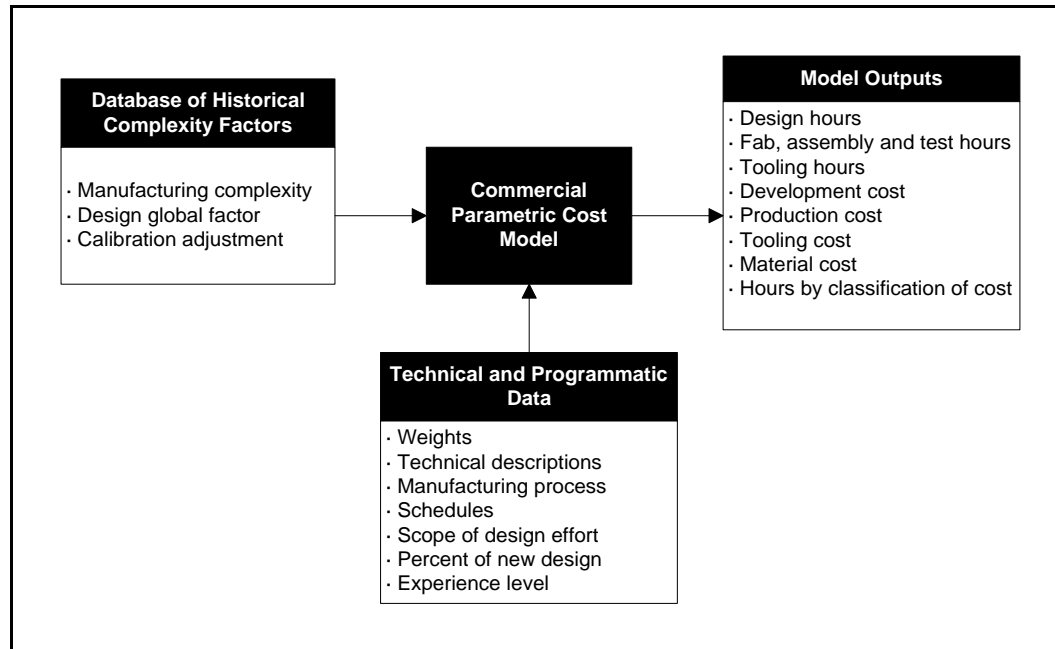 Database of Historical
Complexity Factors
· Manufacturing complexity
· Design global factor
· Calibration adjustment
Commercial
Parametric Cost
Model
Model Outputs
· Design hours
· Fab, assembly and test hours
· Tooling hours
· Development cost
· Production cost
· Tooling cost
· Material cost
· Hours by classification of cost
Technical and Programmatic
Data
· Weights
· Technical descriptions
· Manufacturing process
· Schedules
· Scope of design effort
· Percent of new design
· Experience level